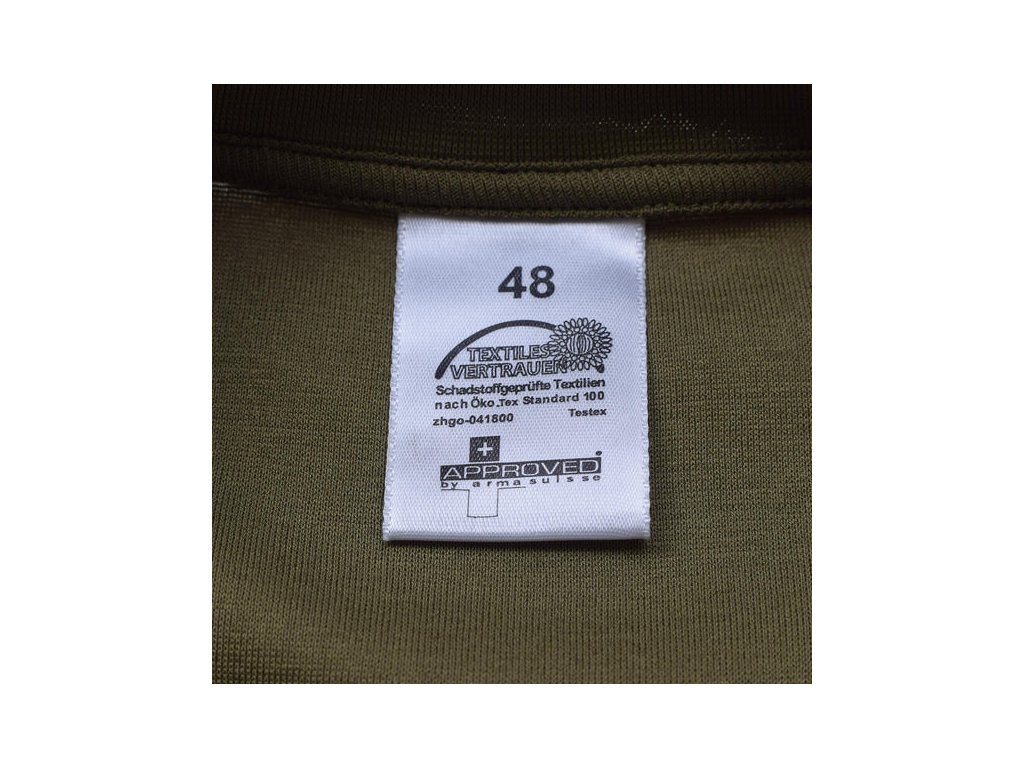 48
TEXTILES
VERTRAUEN
Schadstoffgeprüfte Textilien
nach Öko.Tex Standard 100
zhgo-041800 Testex
APPROVED
by armasuisse